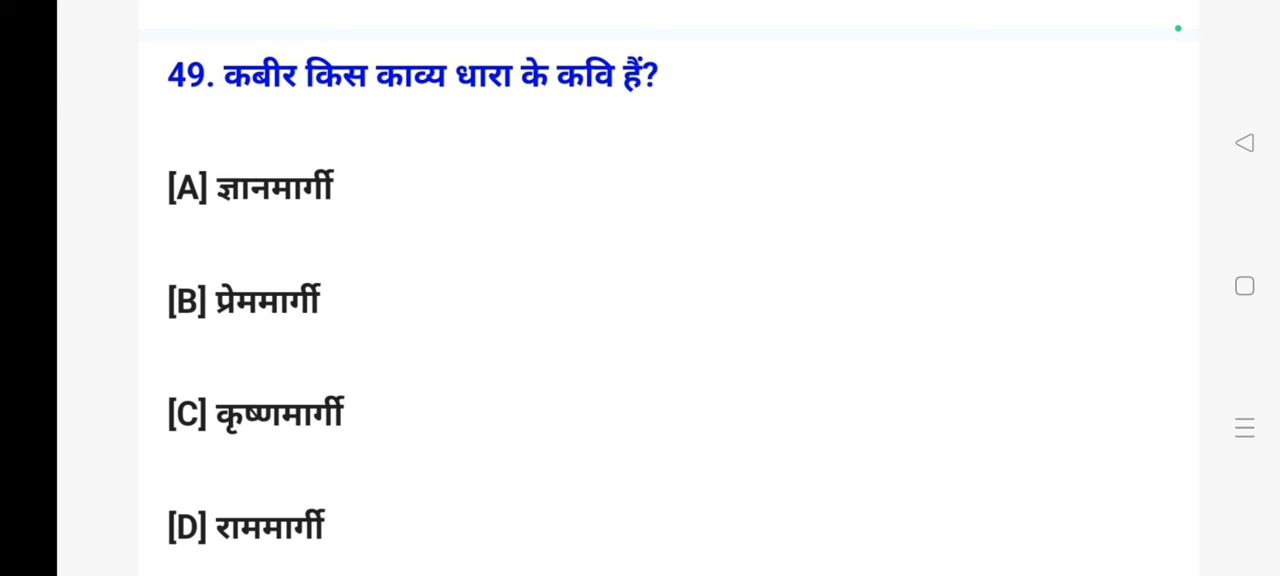 49. कबीर किस काव्य धारा के कवि हैं?
[A] ज्ञानमार्गी
[B] प्रेममार्गी
[C] कृष्णमार्गी
[D] राममार्गी